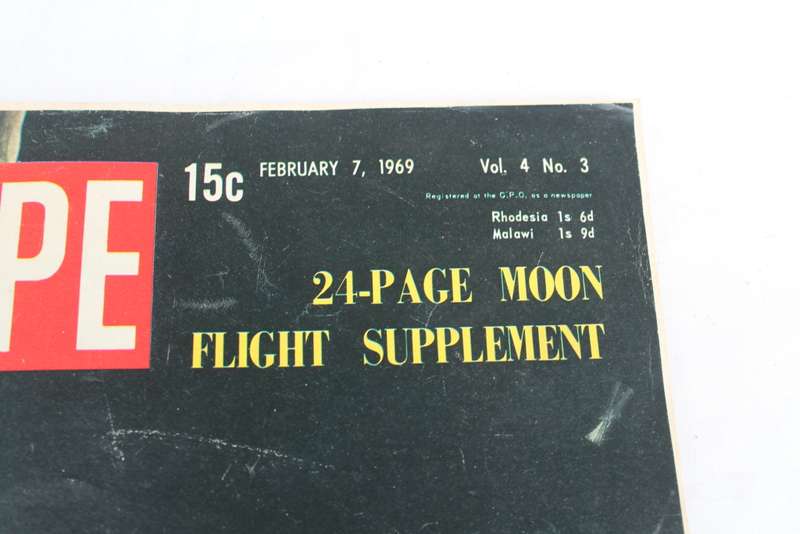 PE
15c FEBRUARY 7, 1969 Vol. 4 No. 3
Registered at the G.P.O. as a newspaper
Rhodesia 1s 6d
Malawi 1s 9d
24-PAGE MOON
FLIGHT SUPPLEMENT